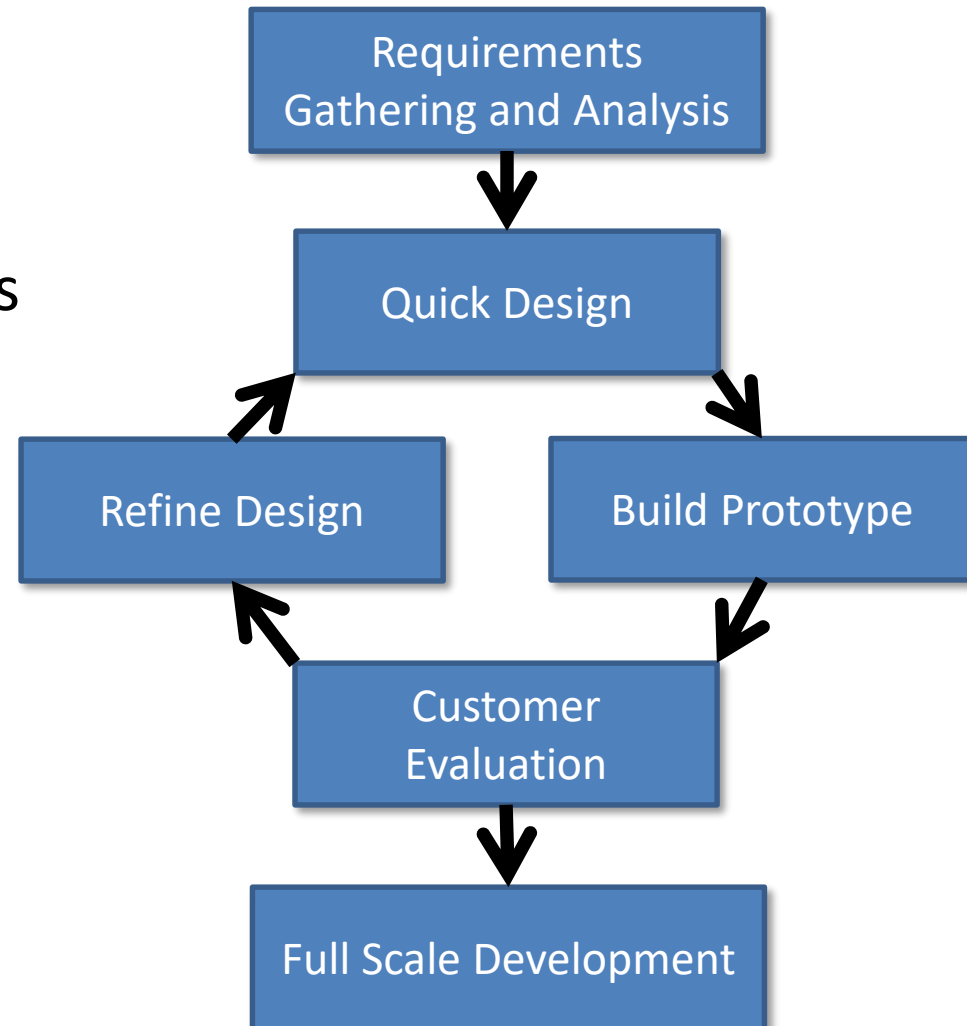 Requirements
Gathering and Analysis
s
Quick Design
Refine Design
Build Prototype
Customer
Evaluation
Full Scale Development